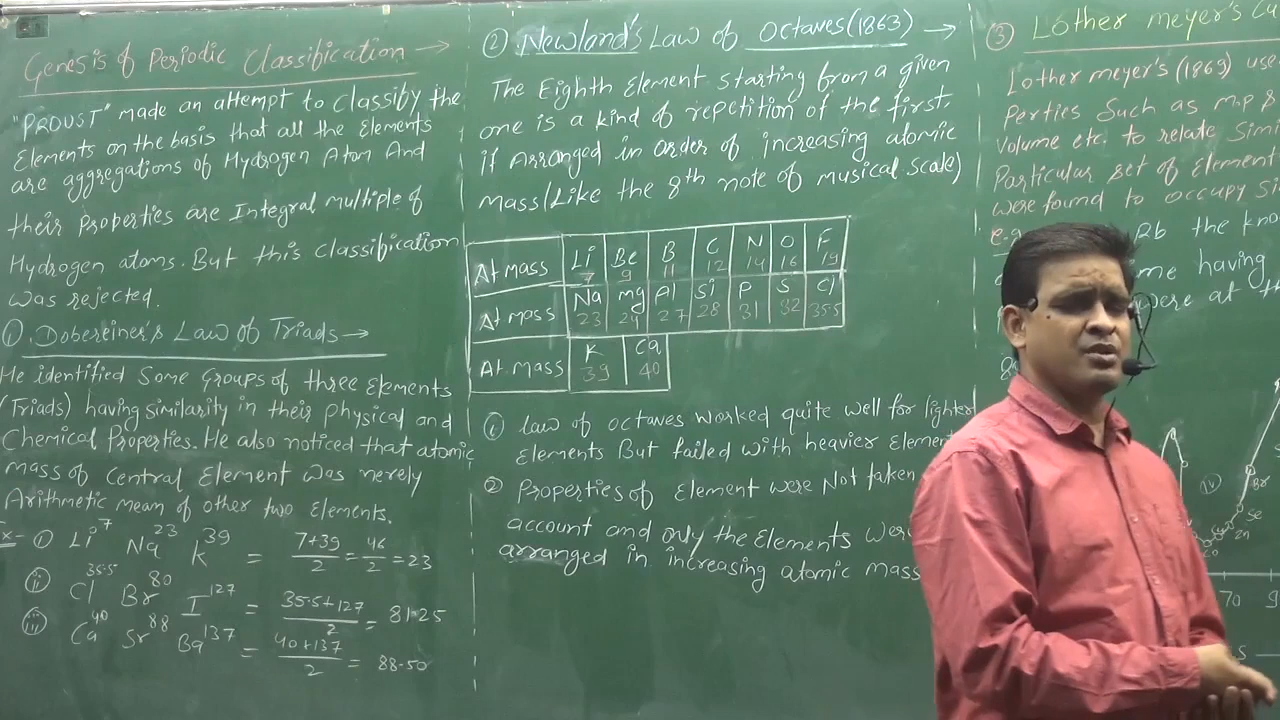 Genesis of Periodic Classification →
"PROUST" made an attempt to classify the
Elements on the basis that all the Elements
are aggregations of Hydrogen Atom And
their Properties are Integral multiple of
Hydrogen atoms. But this classification
was rejected.
① Dobereiner's Law of Triads →
He identified Some Groups of three Elements
(Triads) having similarity in their Physical and
Chemical Properties. He also noticed that atomic
mass of Central Element was merely
Arithmetic mean of other two Elements.
Ex- ① Li⁷ Na²³ K³⁹ = 7+39/2 = 46/2 = 23
ⅱ Cl³⁵·⁵ Br⁸⁰ I¹²⁷ = 35.5+127/2 = 81.25
ⅲ Ca⁴⁰ Sr⁸⁸ Ba¹³⁷ = 40+137/2 = 88.50
② Newland's Law of Octaves (1863) →
The Eighth Element starting from a given
one is a kind of repetition of the first,
if Arranged in order of increasing atomic
mass (Like the 8th note of musical scale)
Li Be B C N O F
At mass 7 9 11 12 14 16 19
Na Mg Al Si P S Cl
At mass 23 24 27 28 31 32 35.5
K Ca
At mass 39 40
① Law of octaves worked quite well for lighter
Elements But failed with heavier Element
② Properties of Element were Not taken
account and only the Elements were
arranged in increasing atomic mass
③ Lother meyer's Cu
Lother meyer's (1869) use
Perties Such as m.p &
Volume etc. to relate Simi
Particular set of Element
were found to occupy Si
e.g. Rb the kno
me having
were at th
Br
Se
Zn
70 9